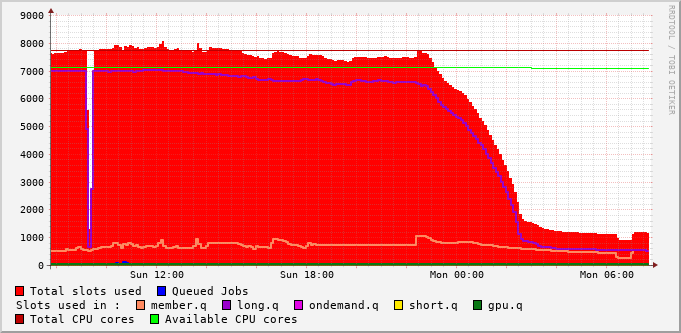 9000
8000
7000
6000
5000
4000
3000
2000
1000
0
Sun 12:00 Sun 18:00 Mon 00:00 Mon 06:00
RRDTOOL / TOBI OETIKER
Total slots used Queued Jobs
Slots used in : member.q long.q ondemand.q short.q gpu.q
Total CPU cores Available CPU cores